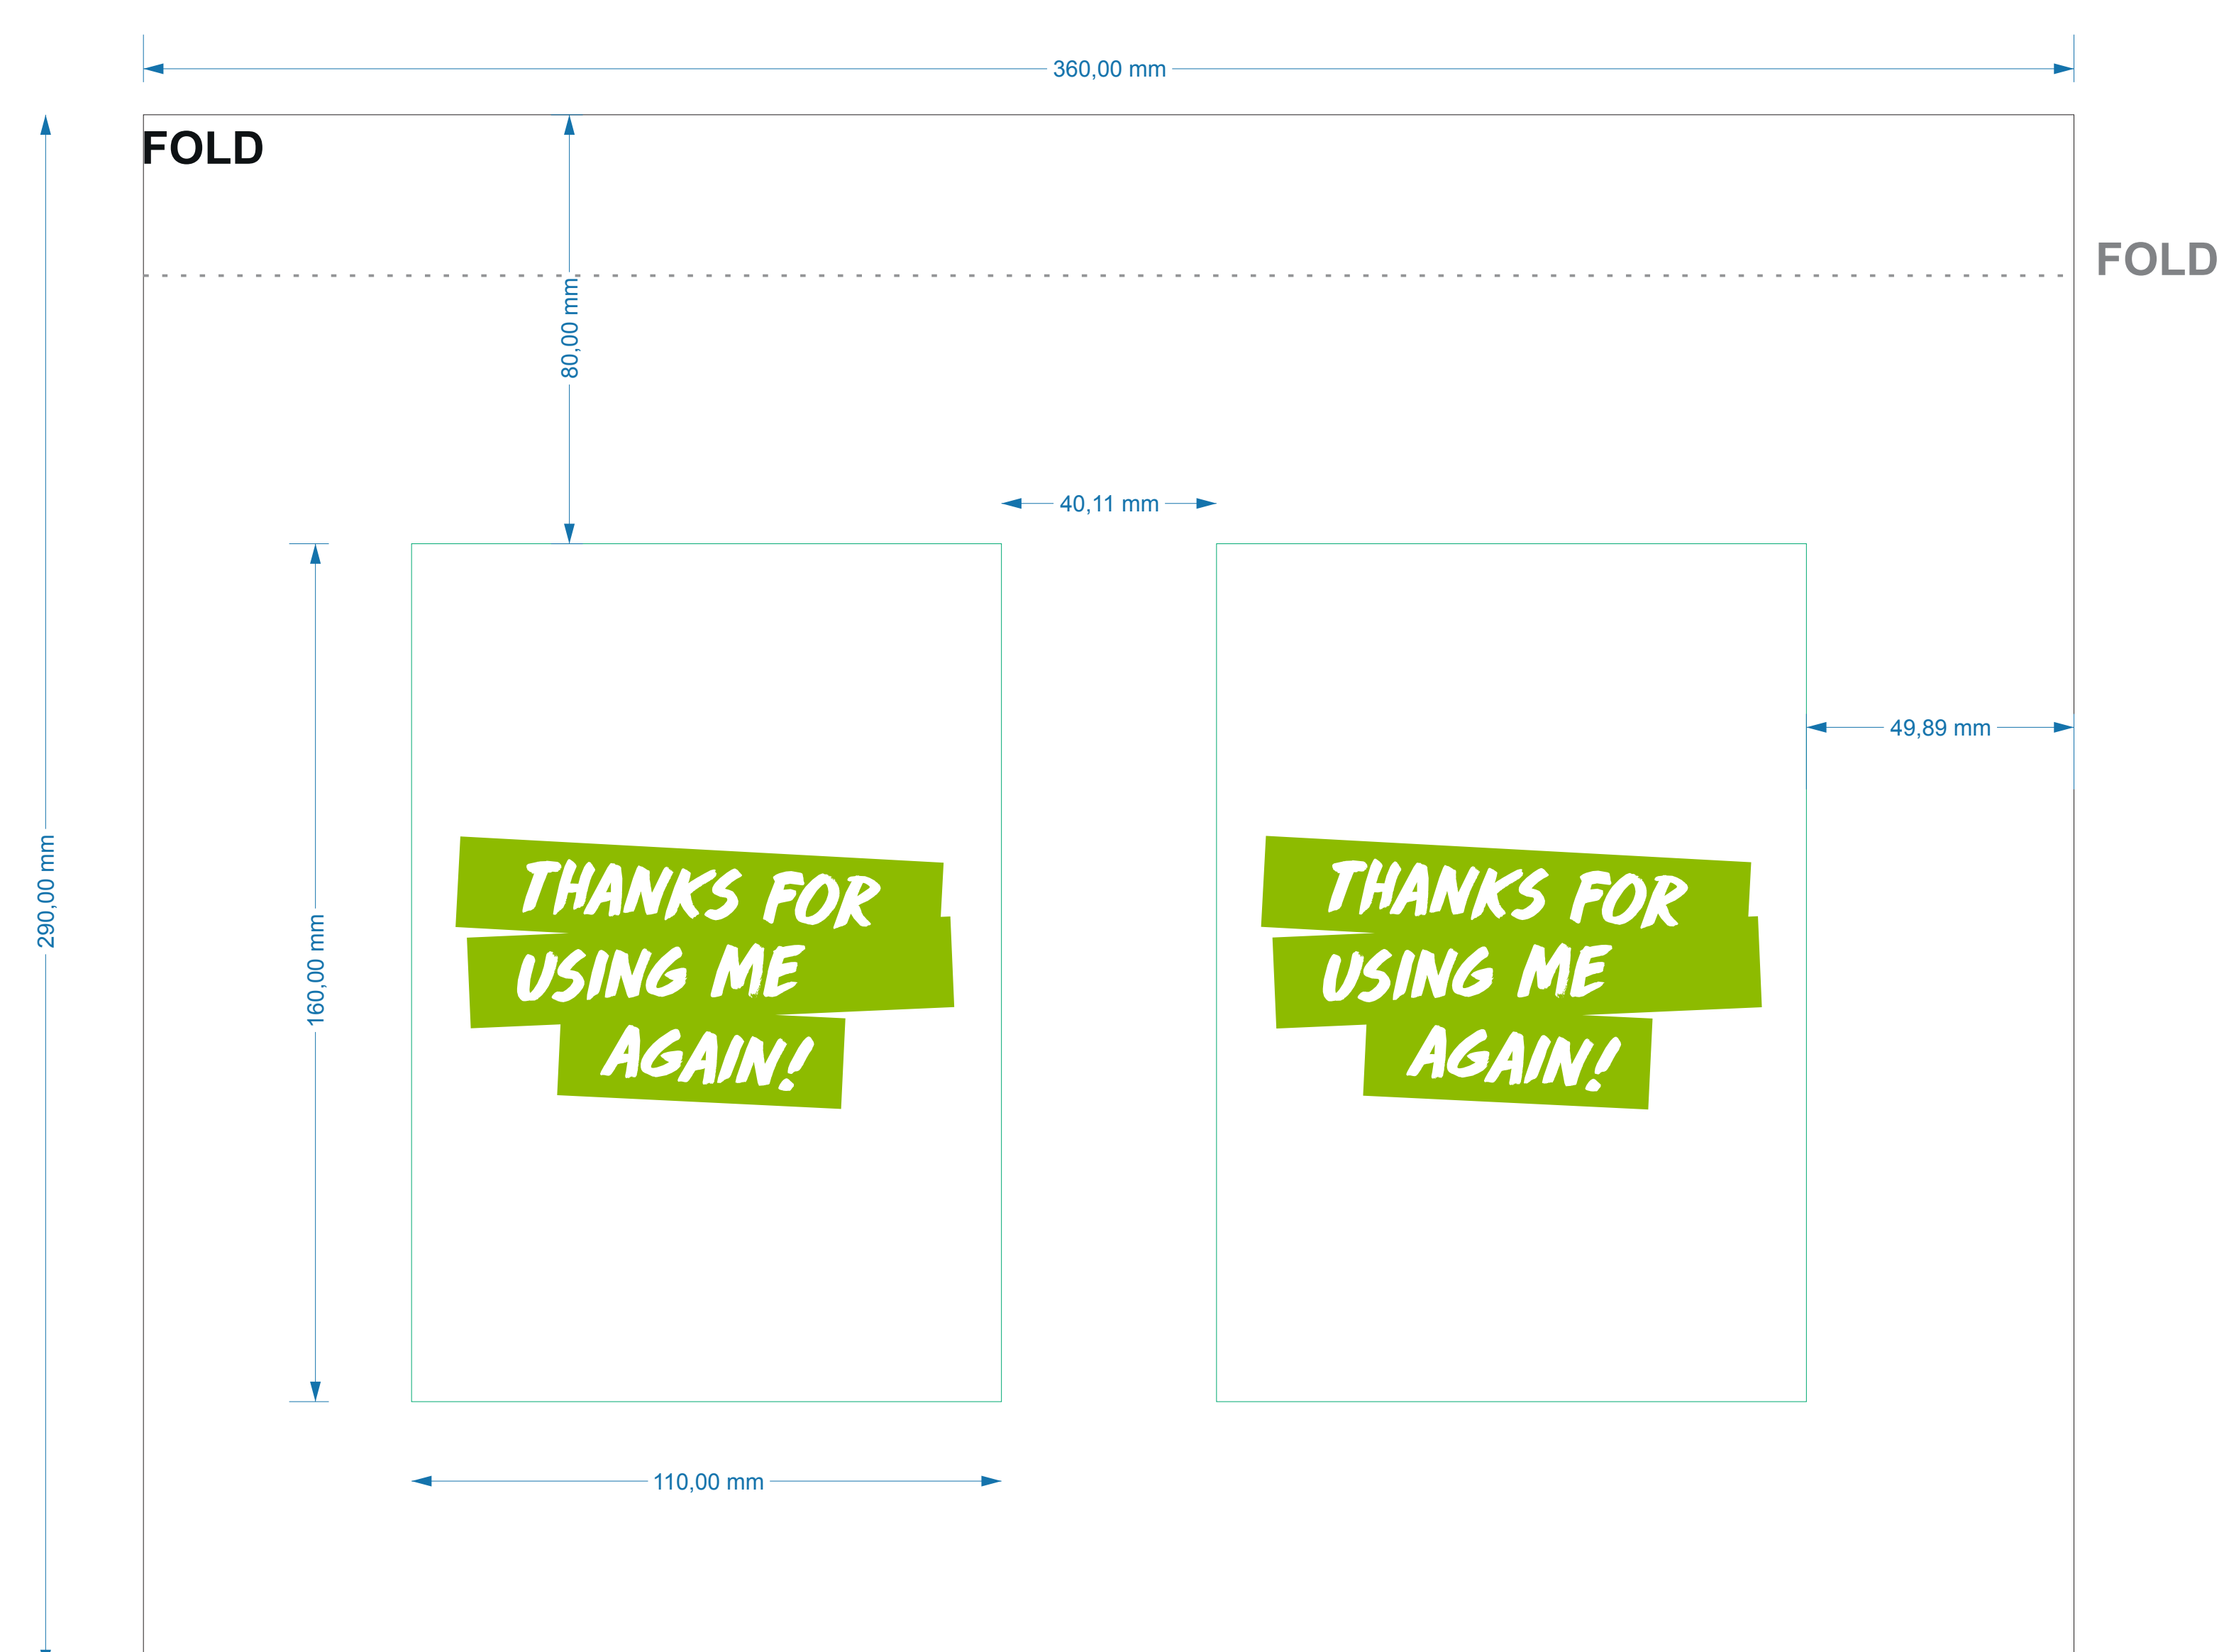 360,00 mm
FOLD
FOLD
80,00 mm
40,11 mm
49,89 mm
290,00 mm
160,00 mm
THANKS FOR
USING ME
AGAIN!
THANKS FOR
USING ME
AGAIN!
110,00 mm